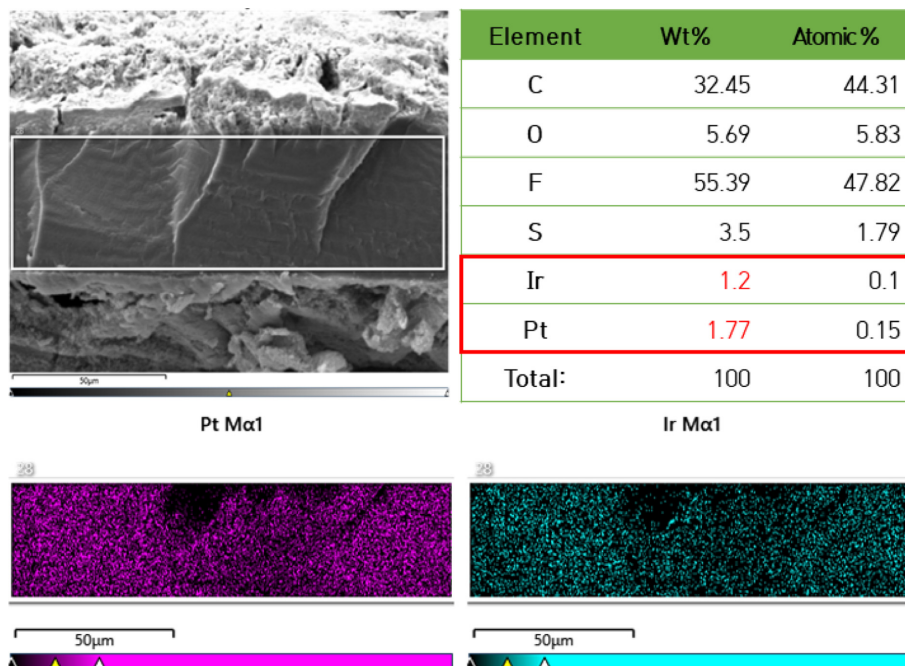 Element Wt% Atomic %
C 32.45 44.31
O 5.69 5.83
F 55.39 47.82
S 3.5 1.79
Ir 1.2 0.1
Pt 1.77 0.15
Total: 100 100
28
50μm
Pt Mα1
Ir Mα1
28
28
50μm
50μm